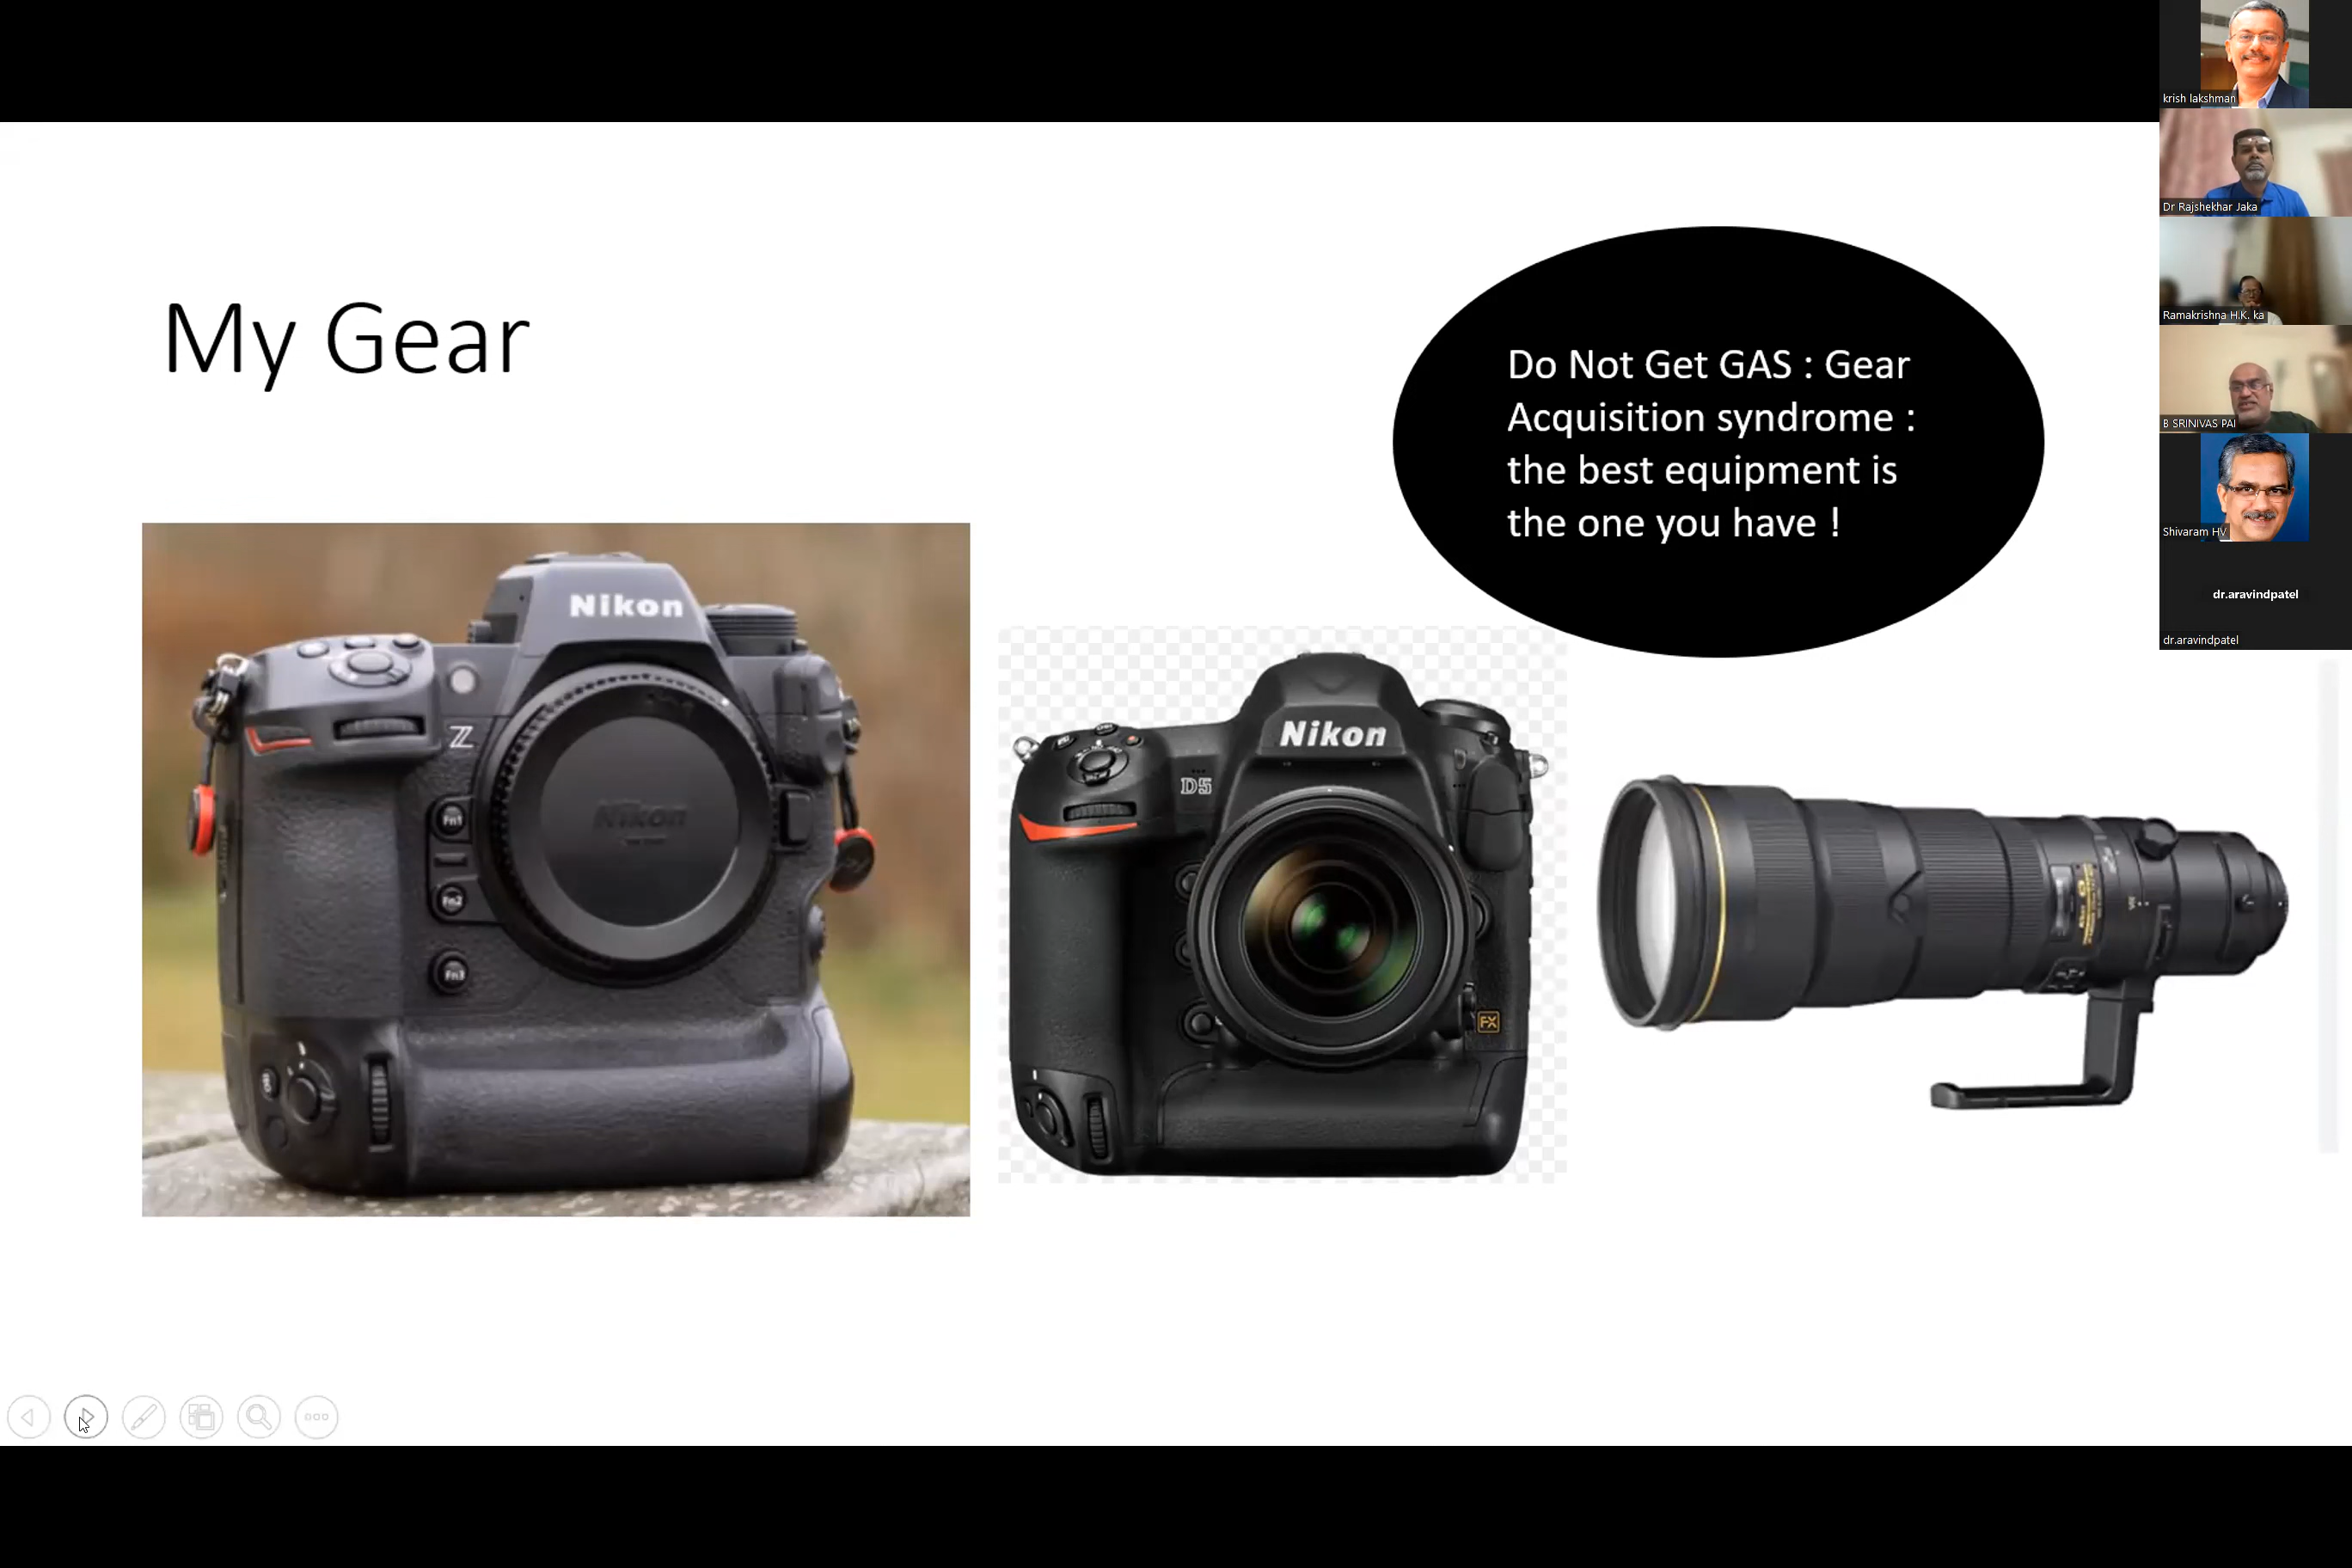 My Gear
Do Not Get GAS : Gear
Acquisition syndrome :
the best equipment is
the one you have !
Nikon
Z
Fn1
Fn2
Fn3
Nikon
Nikon
D5
FX
krish lakshman
Dr Rajshekhar Jaka
Ramakrishna H.K. ka
B SRINIVAS PAI
Shivaram HV
dr.aravindpatel
dr.aravindpatel